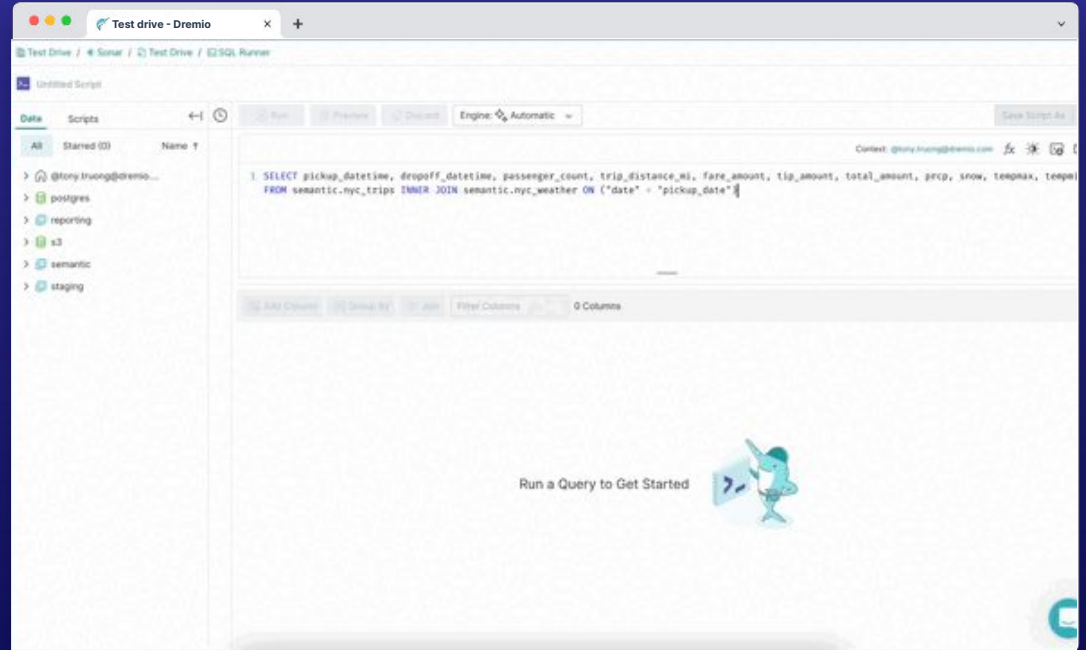 Test drive - Dremio
Test Drive / Sonar / Test Drive / SQL Runner
Untitled Script
Data Scripts
Run Preview Discard Engine: Automatic Save Script As
All Starred (0) Name ↑
Context: @tony.truong@dremio.com fx
@tony.truong@dremio...
postgres
reporting
s3
semantic
staging
1 SELECT pickup_datetime, dropoff_datetime, passenger_count, trip_distance_mi, fare_amount, tip_amount, total_amount, prcp, snow, tempmax, tempmi
FROM semantic.nyc_trips INNER JOIN semantic.nyc_weather ON ("date" = "pickup_date")
Add Column Group By Join Filter Columns 0 Columns
Run a Query to Get Started